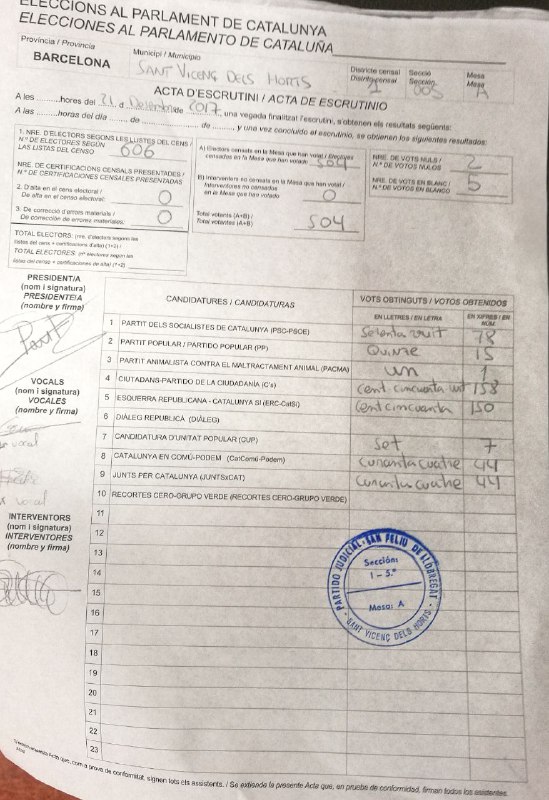 ELECCIONS AL PARLAMENT DE CATALUNYA
ELECCIONES AL PARLAMENTO DE CATALUÑA
Província / Provincia
BARCELONA
Municipi / Municipio
SANT VICENÇ DELS HORTS
Districte censal
Distrito censal
1
Secció
Sección
005
Mesa
Mesa
A
ACTA D'ESCRUTINI / ACTA DE ESCRUTINIO
A les ........hores del 21 d Desembre de 2017, una vegada finalitzat l'escrutini, s'obtenen els resultats següents:
A las ........horas del día ........ de ........ de ........, y una vez concluido el escrutinio, se obtienen los siguientes resultados:
1. NRE. D'ELECTORS SEGONS LES LLISTES DEL CENS /
Nº DE ELECTORES SEGÚN
LAS LISTAS DEL CENSO
606
NRE. DE CERTIFICACIONS CENSALS PRESENTADES /
Nº DE CERTIFICACIONES CENSALES PRESENTADAS
2. D'alta en el cens electoral /
De alta en el censo electoral:
0
3. De correcció d'errors materials /
De corrección de errores materiales:
0
TOTAL ELECTORS: (nre. d'electors segons les
llistes del cens + certificacions d'alta) (1+2) /
TOTAL ELECTORES: (nº electores según las
listas del censo + certificaciones de alta) (1+2)
A) Electors censats en la Mesa que han votat / Electores
censados en la Mesa que han votado
504
B) Interventors no censats en la Mesa que han votat /
Interventores no censados
en la Mesa que han votado
0
Total votants (A+B) /
Total votantes (A+B)
504
NRE. DE VOTS NULS /
Nº DE VOTOS NULOS
2
NRE. DE VOTS EN BLANC /
Nº DE VOTOS EN BLANCO
5
PRESIDENT/A
(nom i signatura)
PRESIDENTE/A
(nombre y firma)
VOCALS
(nom i signatura)
VOCALES
(nombre y firma)
vocal
vocal
INTERVENTORS
(nom i signatura)
INTERVENTORES
(nombre y firma)
CANDIDATURES / CANDIDATURAS
VOTS OBTINGUTS / VOTOS OBTENIDOS
EN LLETRES / EN LETRA
EN XIFRES / EN NÚM.
1 PARTIT DELS SOCIALISTES DE CATALUNYA (PSC-PSOE) Setanta vuit 78
2 PARTIT POPULAR / PARTIDO POPULAR (PP) Quinze 15
3 PARTIT ANIMALISTA CONTRA EL MALTRACTAMENT ANIMAL (PACMA) un 1
4 CIUTADANS-PARTIDO DE LA CIUDADANÍA (C's) cent cincuanta vuit 158
5 ESQUERRA REPUBLICANA - CATALUNYA SÍ (ERC-CatSí) cent cincuanta 150
6 DIÀLEG REPUBLICÀ (DIÀLEG)
7 CANDIDATURA D'UNITAT POPULAR (CUP) set 7
8 CATALUNYA EN COMÚ-PODEM (CatComú-Podem) cuaranta cuatre 44
9 JUNTS PER CATALUNYA (JUNTSxCAT) cuaranta cuatre 44
10 RECORTES CERO-GRUPO VERDE (RECORTES CERO-GRUPO VERDE)
11
12
13
14
15
16
17
18
19
20
21
22
23
PARTIDO JUDICIAL - SAN FELIU DE LLOBREGAT
Sección:
1 - 5.ª
Mesa: A
SANT VICENÇ DELS HORTS
Acta que, com a prova de conformitat, signen tots els assistents. / Se extiende la presente Acta que, en prueba de conformidad, firman todos los asistentes.